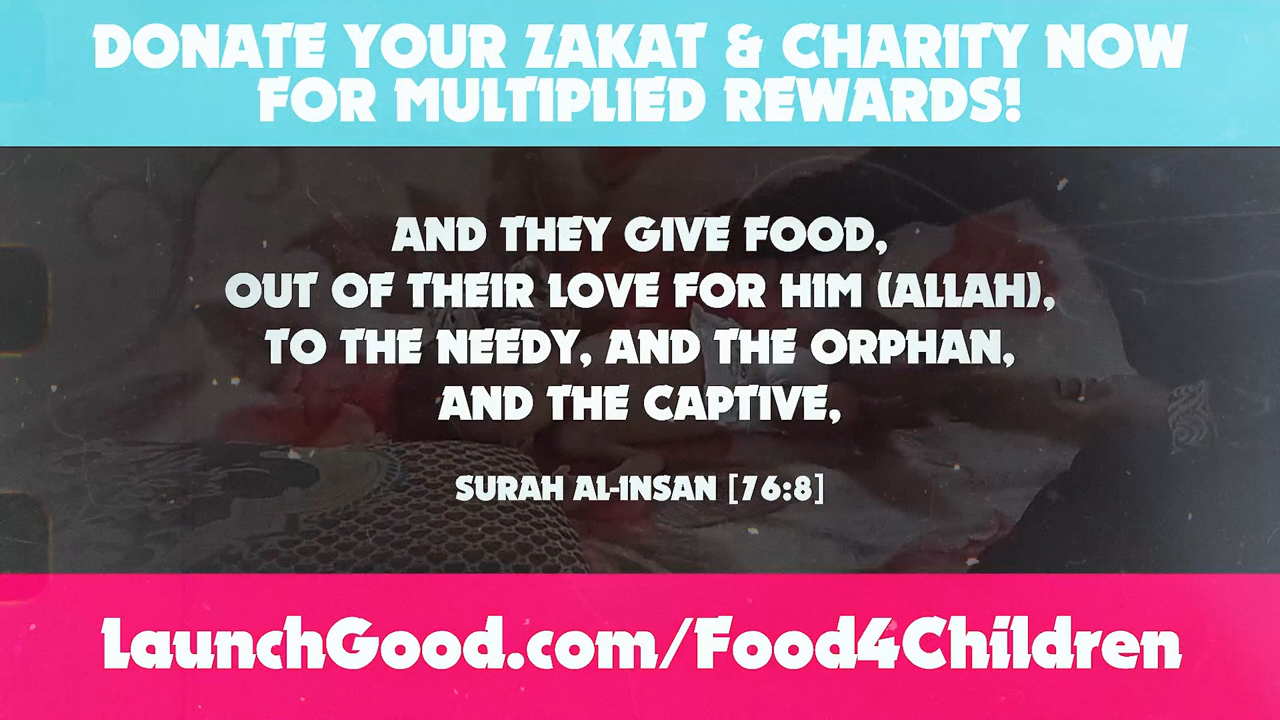 DONATE YOUR ZAKAT & CHARITY NOW
FOR MULTIPLIED REWARDS!
AND THEY GIVE FOOD,
OUT OF THEIR LOVE FOR HIM (ALLAH),
TO THE NEEDY, AND THE ORPHAN,
AND THE CAPTIVE,
SURAH AL-INSAN [76:8]
LaunchGood.com/Food4Children